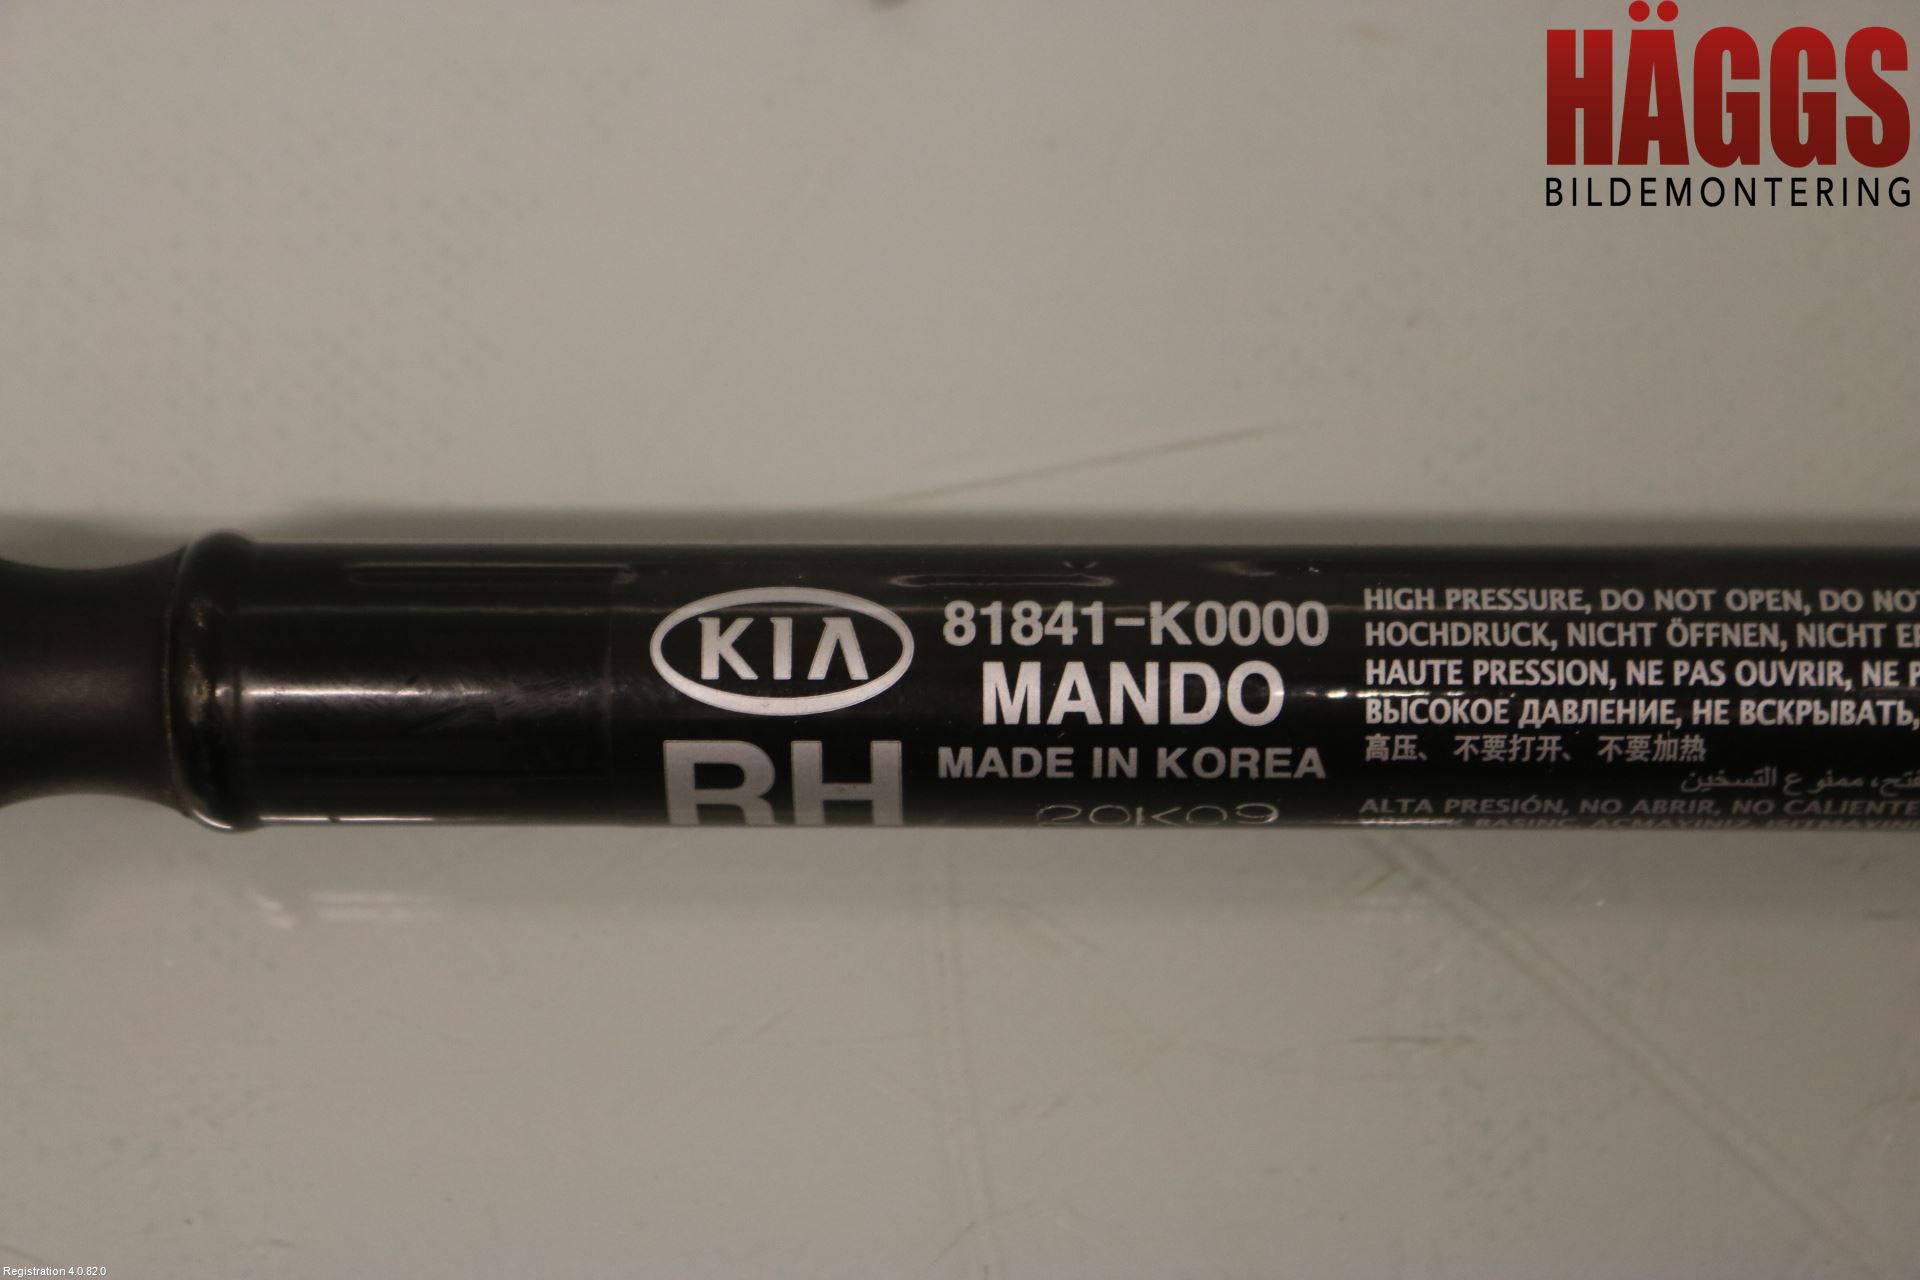 HÄGGS
BILDEMONTERING
KIA
RH
81841-K0000
MANDO
MADE IN KOREA
20K09
HIGH PRESSURE, DO NOT OPEN, DO NOT
HOCHDRUCK, NICHT ÖFFNEN, NICHT
HAUTE PRESSION, NE PAS OUVRIR, NE
ВЫСОКОЕ ДАВЛЕНИЕ, НЕ ВСКРЫВАТЬ,
高压、 不要打开、 不要加热
ممنوع التسخين
ALTA PRESIÓN, NO ABRIR, NO CALIENTE
Registration 4.0.82.0